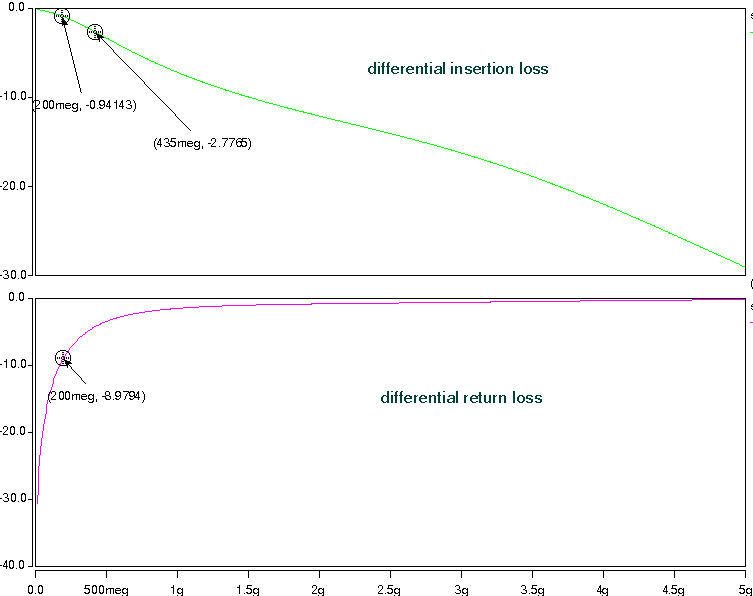 0.0
differential insertion loss
-10.0
(200meg, -0.94143)
(435meg, -2.7765)
-20.0
-30.0
0.0
-10.0
(200meg, -8.9794)
differential return loss
-20.0
-30.0
-40.0
0.0 500meg 1g 1.5g 2g 2.5g 3g 3.5g 4g 4.5g 5g